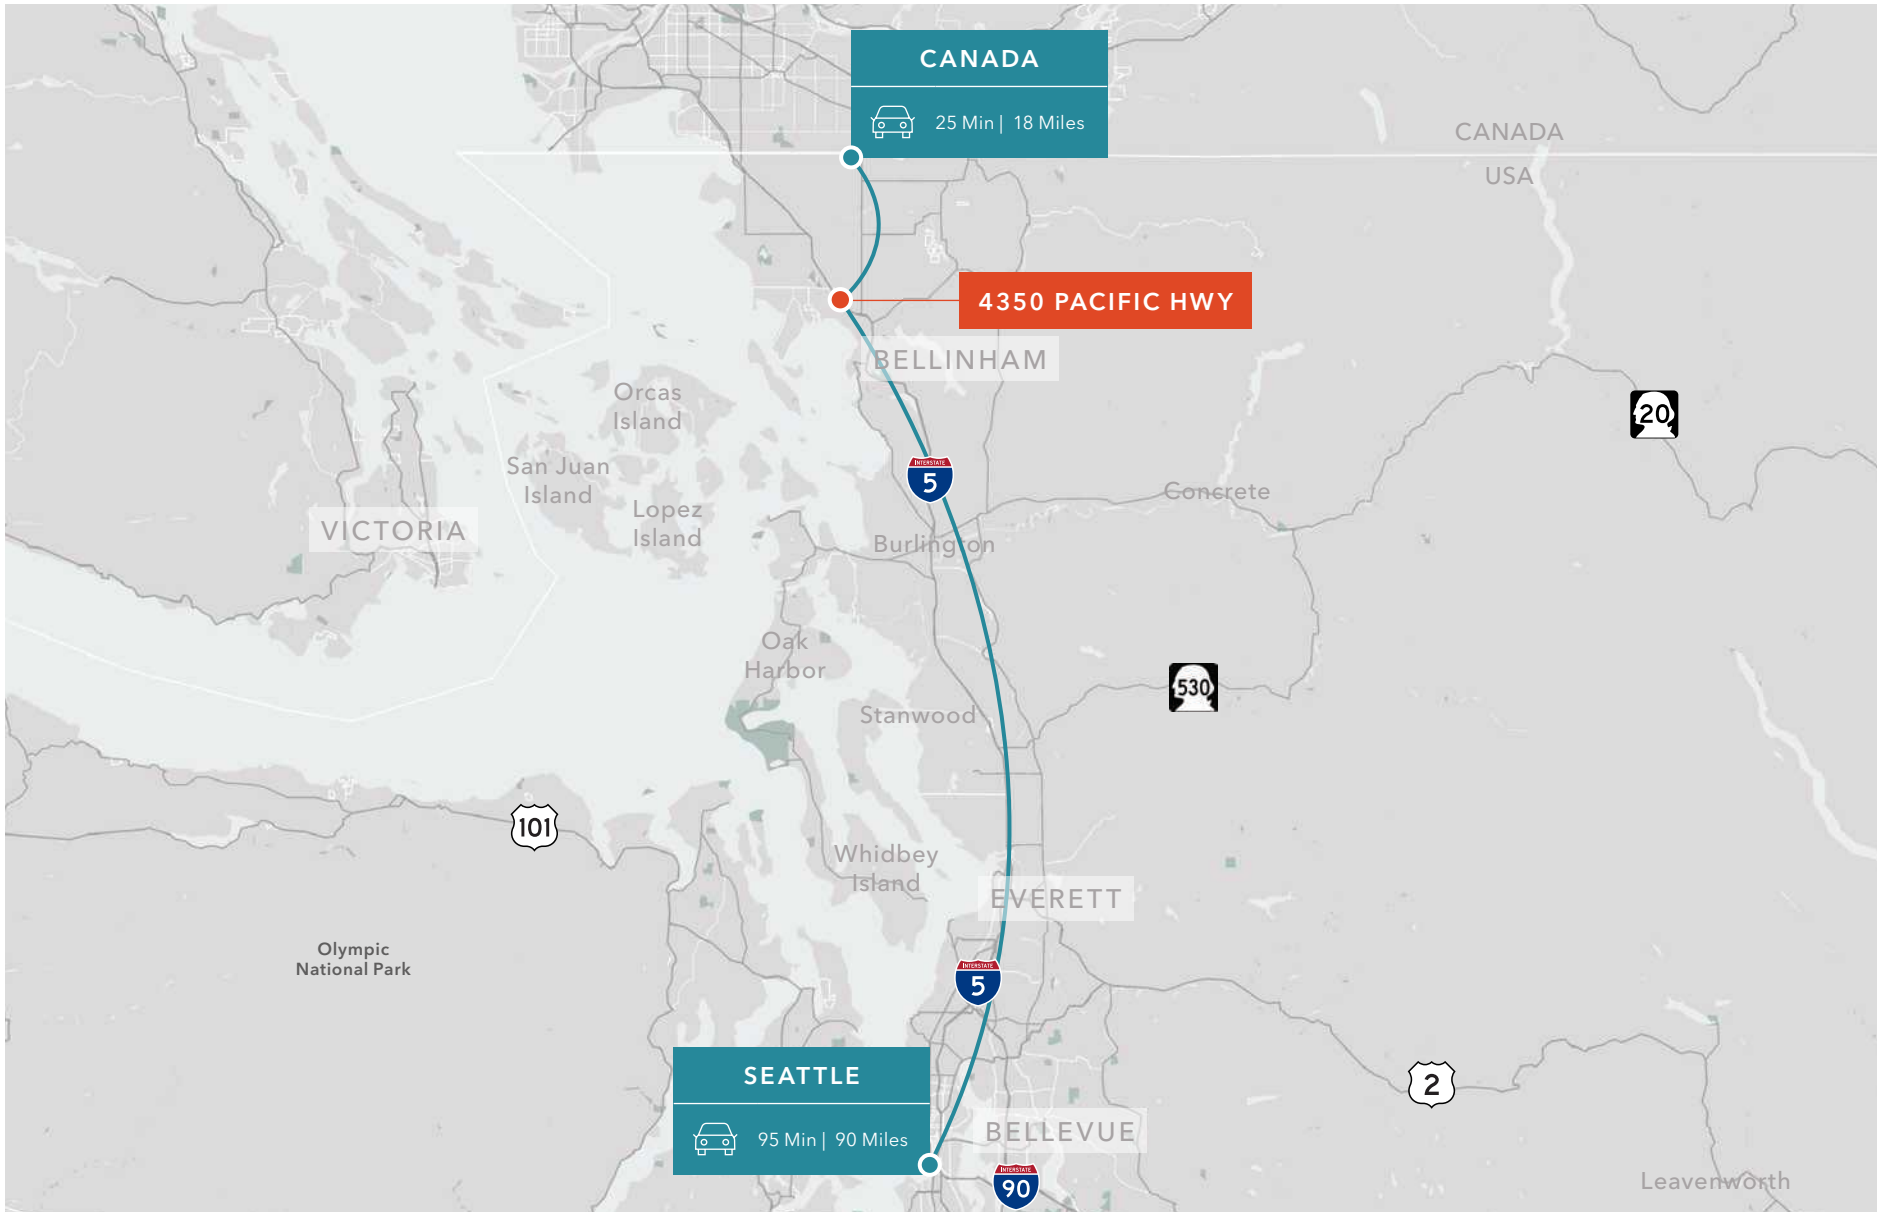 CANADA
25 Min | 18 Miles
CANADA
USA
4350 PACIFIC HWY
BELLINHAM
Orcas
Island
20
San Juan
Island
INTERSTATE
5
Concrete
Lopez
Island
VICTORIA
Burlington
Oak
Harbor
530
Stanwood
101
Whidbey
Island
EVERETT
Olympic
National Park
INTERSTATE
5
SEATTLE
95 Min | 90 Miles
2
BELLEVUE
INTERSTATE
90
Leavenworth